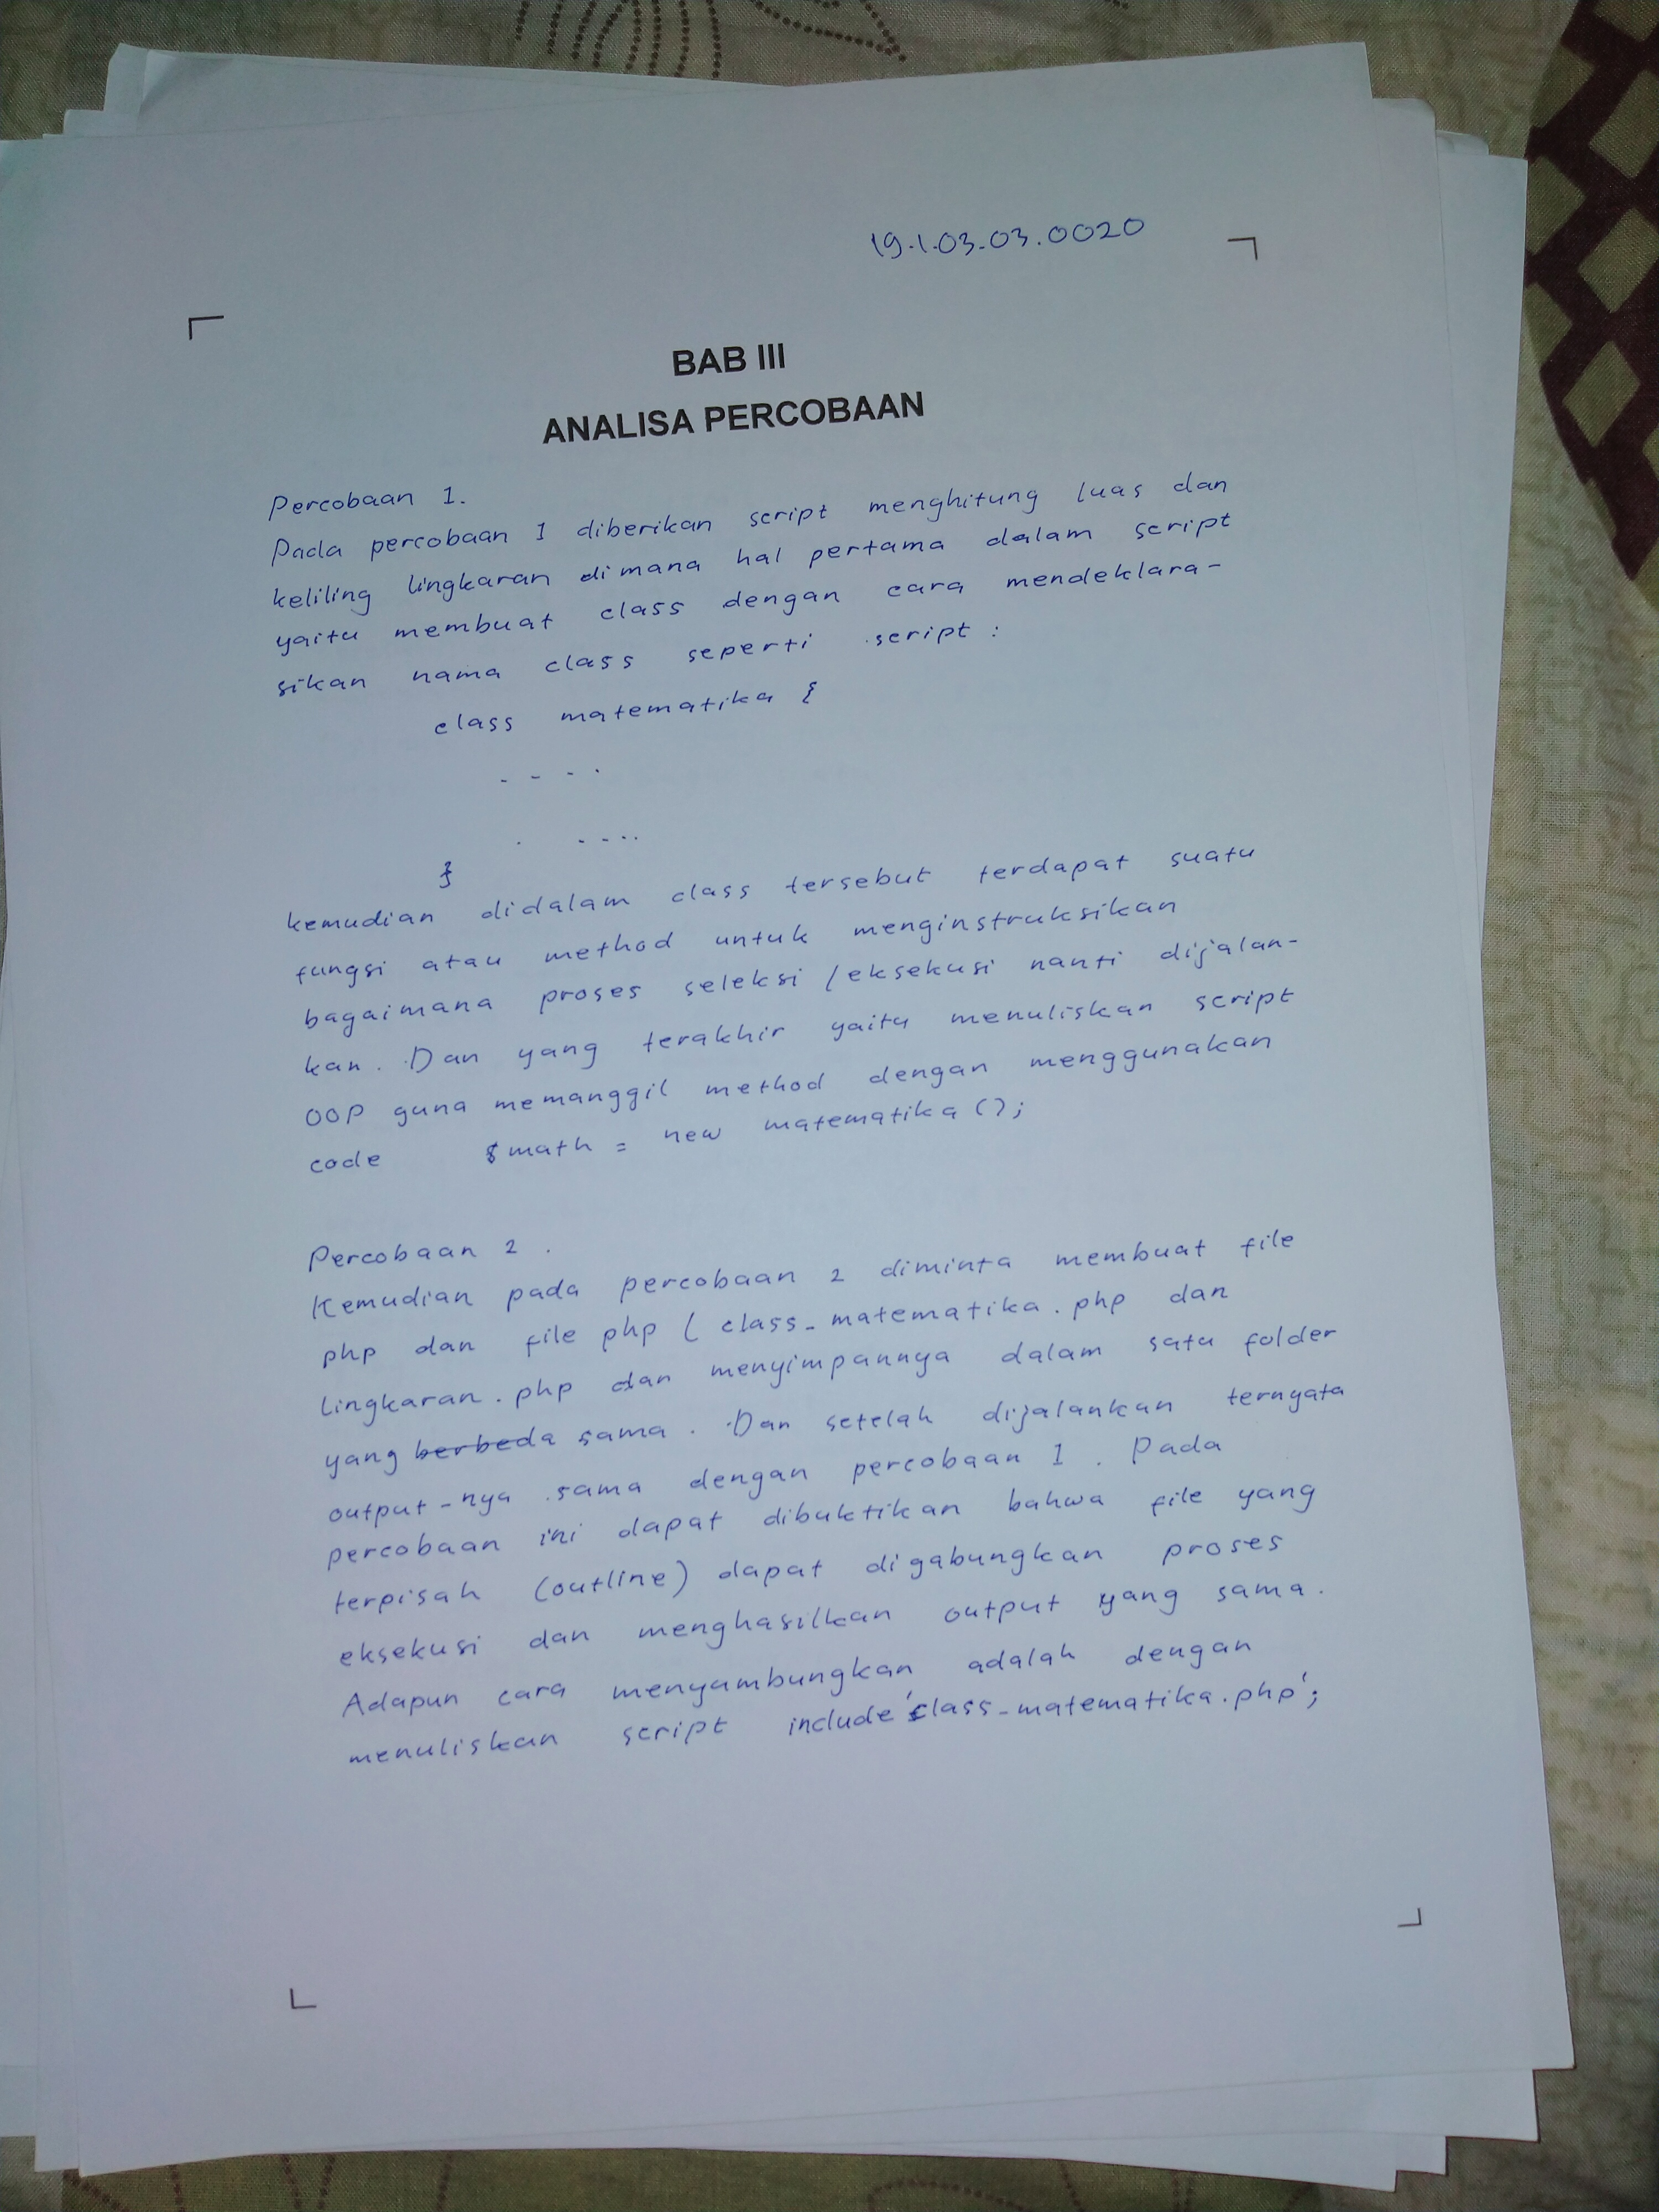 19.1.03.03.0020
BAB III
ANALISA PERCOBAAN
Percobaan 1.
Pada percobaan 1 diberikan script menghitung luas dan
keliling lingkaran dimana hal pertama dalam script
yaitu membuat class dengan cara mendeklara-
sikan nama class seperti script :
class matematika {
- - - .
. - - . .
}
kemudian didalam class tersebut terdapat suatu
fungsi atau method untuk menginstruksikan
bagaimana proses seleksi /eksekusi nanti dijalan-
kan. Dan yang terakhir yaitu menuliskan script
OOP guna memanggil method dengan menggunakan
code $math = new matematika ();
Percobaan 2 .
Kemudian pada percobaan 2 diminta membuat file
php dan file php ( class_matematika.php dan
lingkaran.php dan menyimpannya dalam satu folder
yang berbeda sama. Dan setelah dijalankan ternyata
output-nya sama dengan percobaan 1. Pada
percobaan ini dapat dibuktikan bahwa file yang
terpisah (outline) dapat digabungkan proses
eksekusi dan menghasilkan output yang sama.
Adapun cara menyambungkan adalah dengan
menuliskan script include 'class_matematika.php';